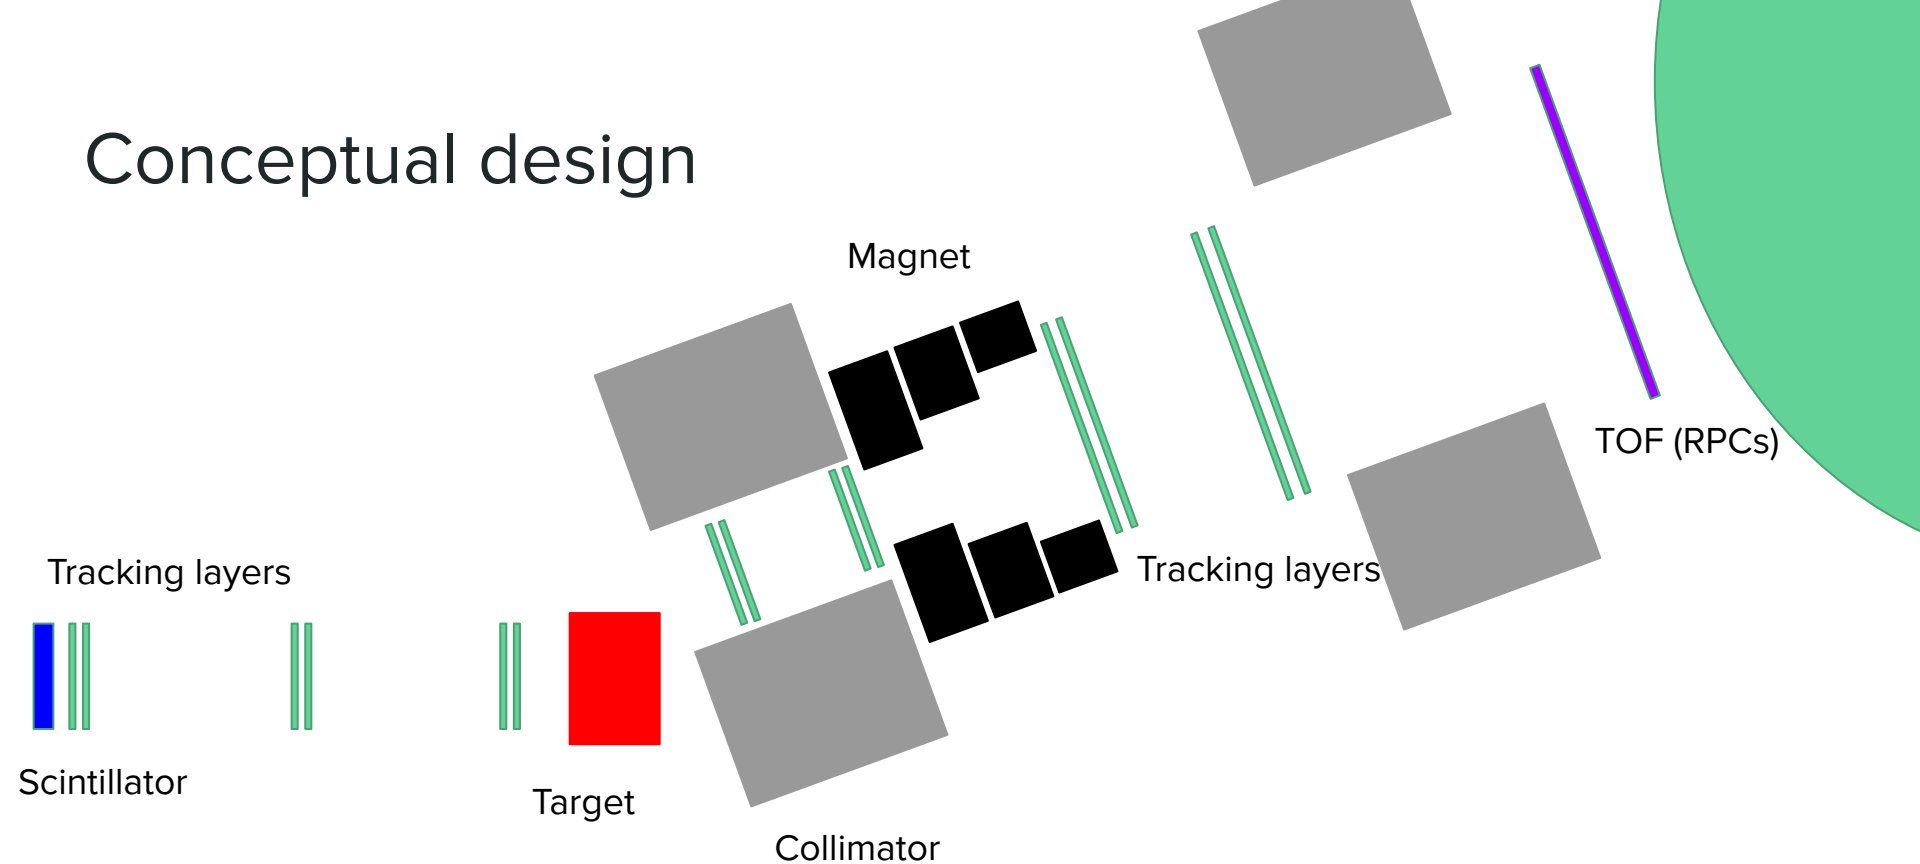 Conceptual design
Magnet
TOF (RPCs)
Tracking layers
Tracking layers
Scintillator
Target
Collimator